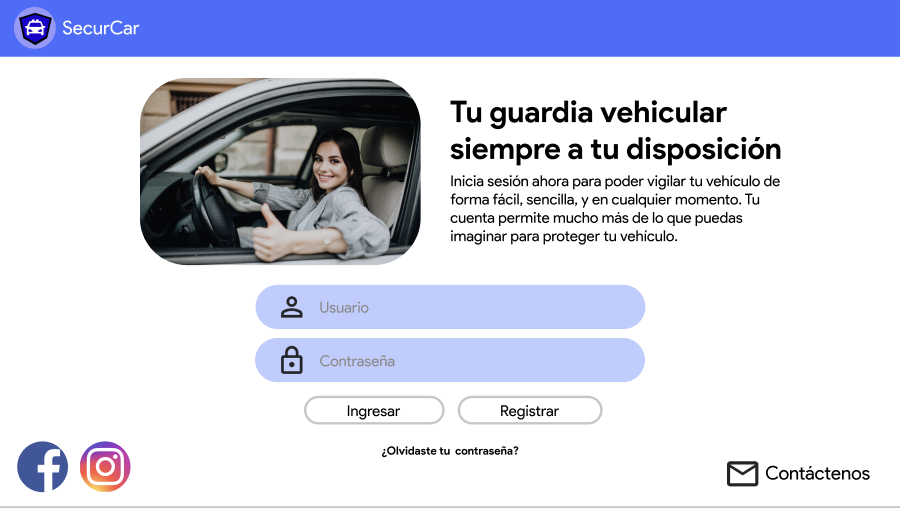 SecurCar
Tu guardia vehicular
siempre a tu disposición
Inicia sesión ahora para poder vigilar tu vehículo de
forma fácil, sencilla, y en cualquier momento. Tu
cuenta permite mucho más de lo que puedas
imaginar para proteger tu vehículo.
Usuario
Contraseña
Ingresar
Registrar
¿Olvidaste tu contraseña?
Contáctenos